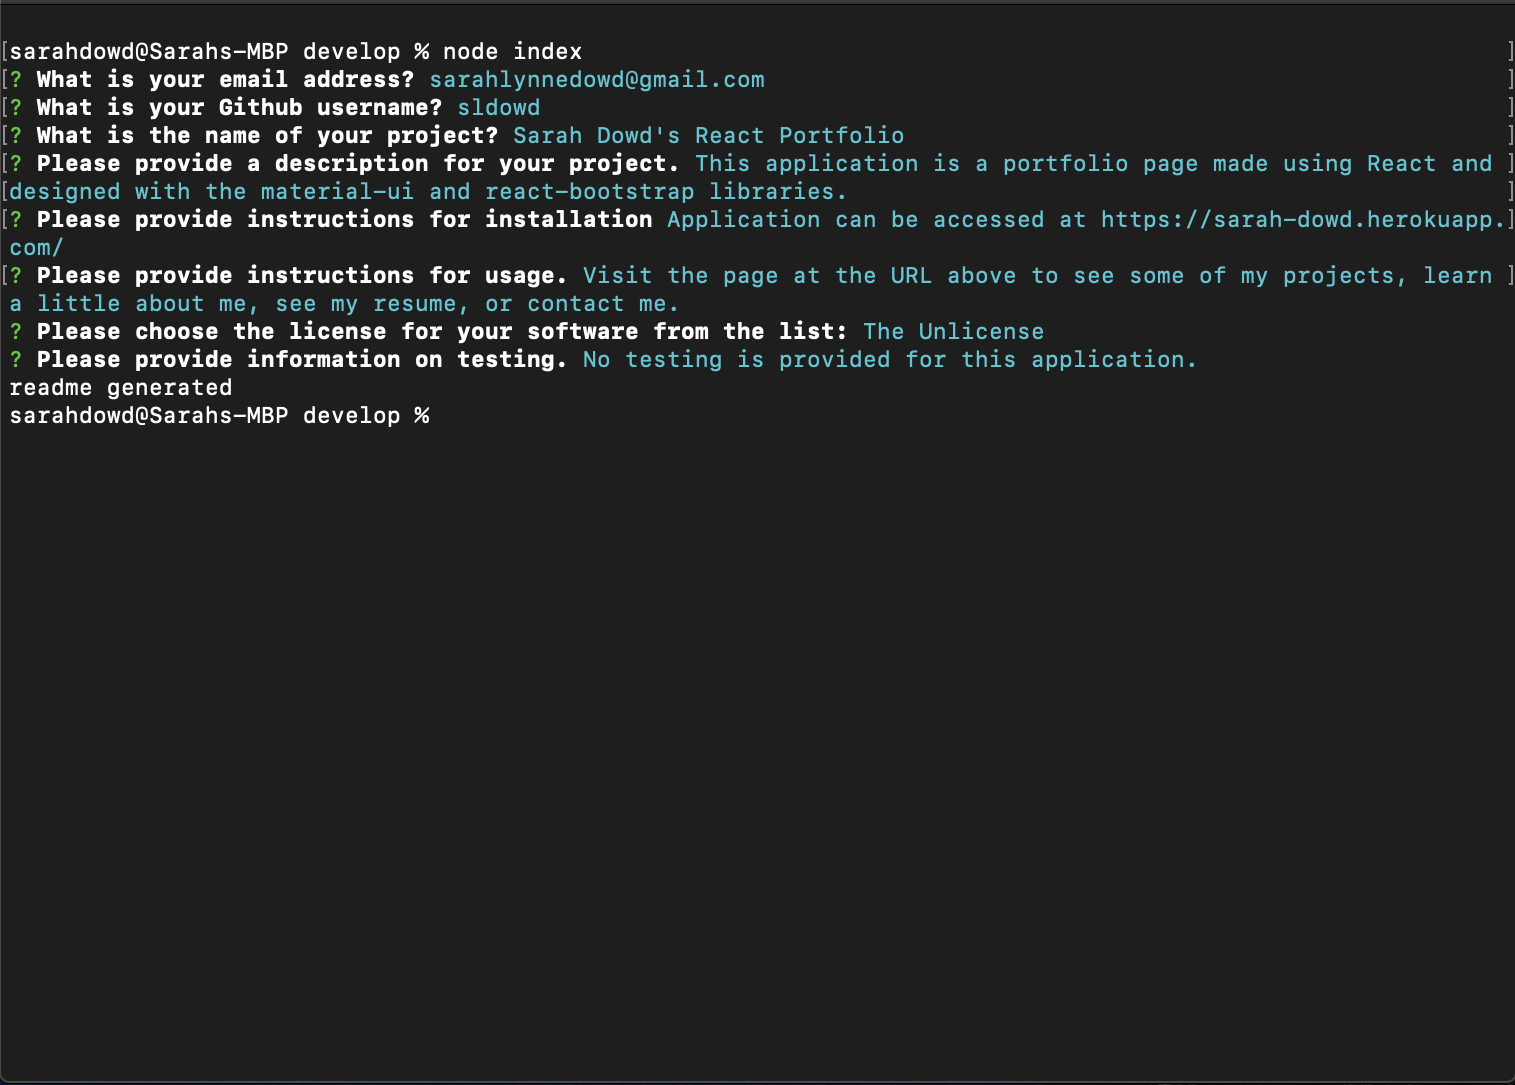 [sarahdowd@Sarahs-MBP develop % node index ]
[? What is your email address? sarahlynnedowd@gmail.com ]
[? What is your Github username? sldowd ]
[? What is the name of your project? Sarah Dowd's React Portfolio ]
[? Please provide a description for your project. This application is a portfolio page made using React and ]
[designed with the material-ui and react-bootstrap libraries. ]
[? Please provide instructions for installation Application can be accessed at https://sarah-dowd.herokuapp.]
com/
[? Please provide instructions for usage. Visit the page at the URL above to see some of my projects, learn ]
a little about me, see my resume, or contact me.
? Please choose the license for your software from the list: The Unlicense
? Please provide information on testing. No testing is provided for this application.
readme generated
sarahdowd@Sarahs-MBP develop %